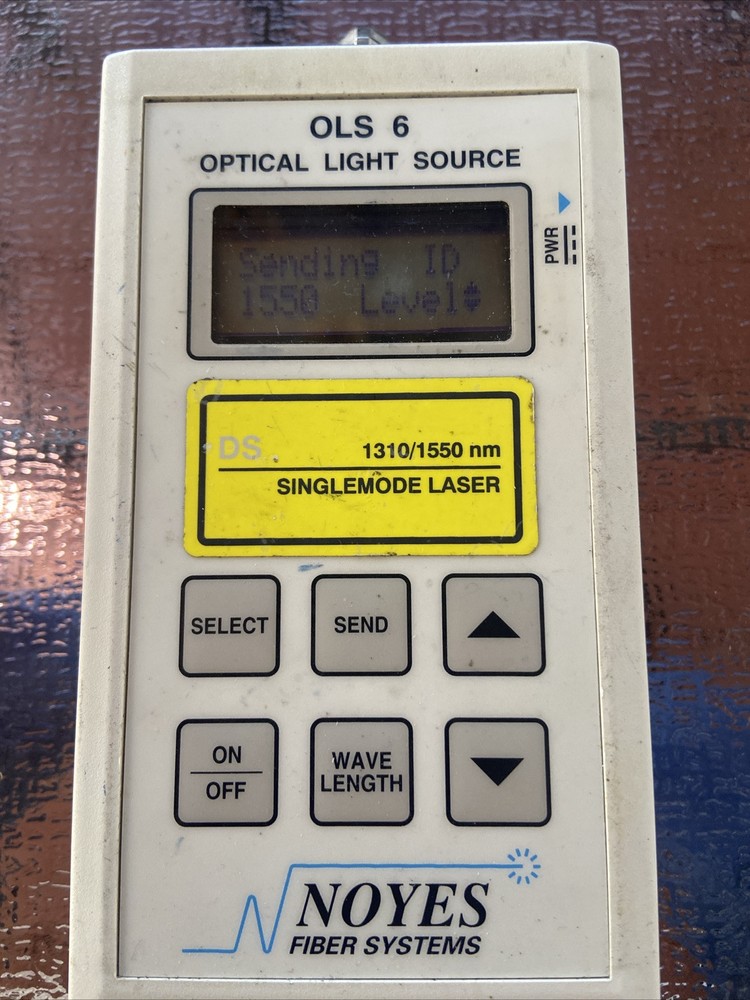 OLS 6
OPTICAL LIGHT SOURCE
Sending ID
1550 Level
PWR
DS
1310/1550 nm
SINGLEMODE LASER
SELECT
SEND
ON
OFF
WAVE
LENGTH
NOYES
FIBER SYSTEMS